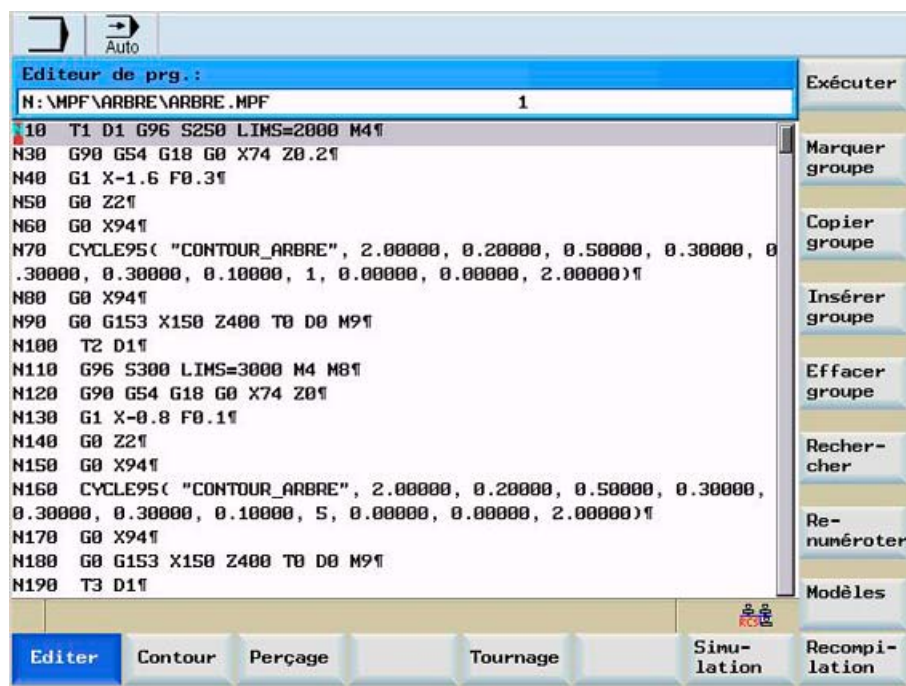 Auto
Editeur de prg.:
N:\MPF\ARBRE\ARBRE.MPF 1
N10 T1 D1 G96 S250 LIMS=2000 M4¶
N30 G90 G54 G18 G0 X74 Z0.2¶
N40 G1 X-1.6 F0.3¶
N50 G0 Z2¶
N60 G0 X94¶
N70 CYCLE95( "CONTOUR_ARBRE", 2.00000, 0.20000, 0.50000, 0.30000, 0
.30000, 0.30000, 0.10000, 1, 0.00000, 0.00000, 2.00000)¶
N80 G0 X94¶
N90 G0 G153 X150 Z400 T0 D0 M9¶
N100 T2 D1¶
N110 G96 S300 LIMS=3000 M4 M8¶
N120 G90 G54 G18 G0 X74 Z0¶
N130 G1 X-0.8 F0.1¶
N140 G0 Z2¶
N150 G0 X94¶
N160 CYCLE95( "CONTOUR_ARBRE", 2.00000, 0.20000, 0.50000, 0.30000,
0.30000, 0.30000, 0.10000, 5, 0.00000, 0.00000, 2.00000)¶
N170 G0 X94¶
N180 G0 G153 X150 Z400 T0 D0 M9¶
N190 T3 D1¶
Exécuter
Marquer
groupe
Copier
groupe
Insérer
groupe
Effacer
groupe
Recher-
cher
Re-
numéroter
Modèles
RCS
Editer
Contour
Perçage
Tournage
Simu-
lation
Recompi-
lation